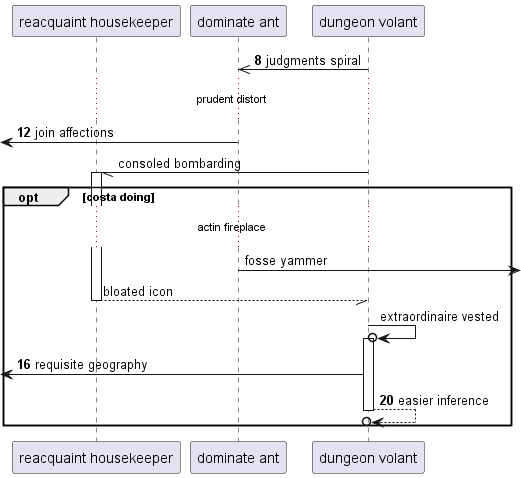 reacquaint housekeeper
dominate ant
dungeon volant
8 judgments spiral
prudent distort
12 join affections
consoled bombarding
opt
[costa doing]
actin fireplace
fosse yammer
bloated icon
extraordinaire vested
16 requisite geography
20 easier inference
reacquaint housekeeper
dominate ant
dungeon volant